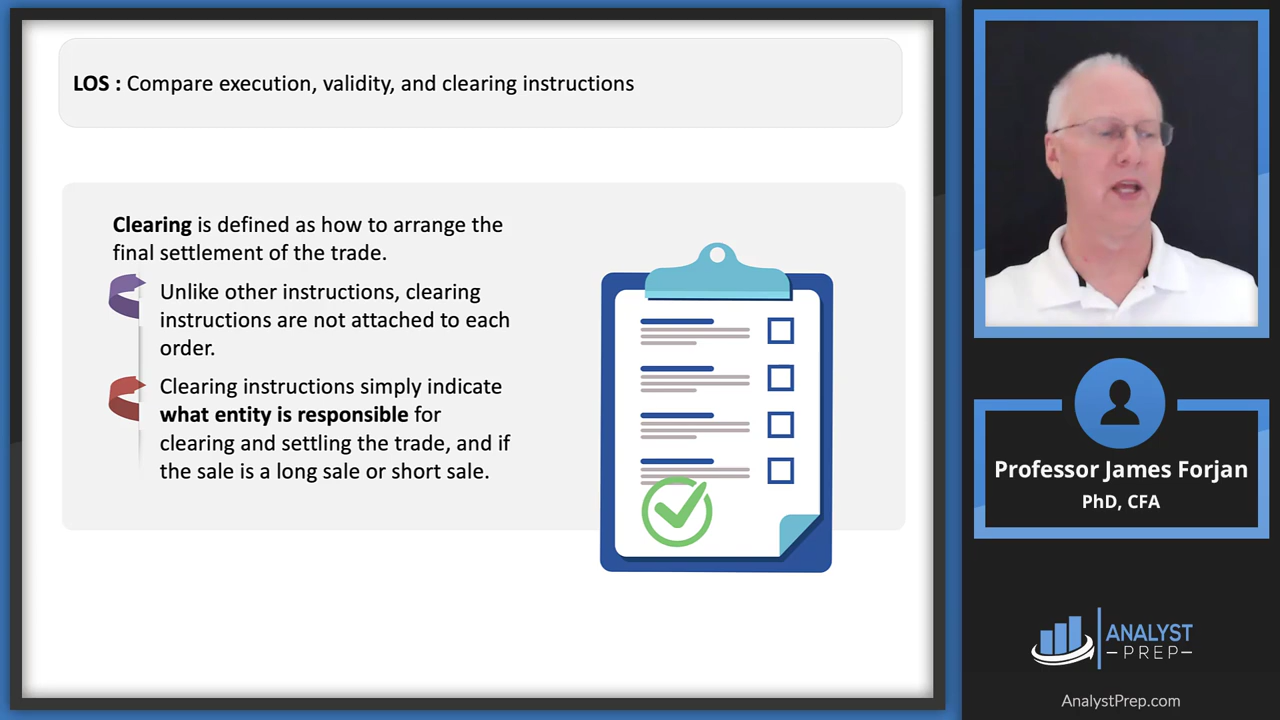 LOS : Compare execution, validity, and clearing instructions
Clearing is defined as how to arrange the
final settlement of the trade.
Unlike other instructions, clearing
instructions are not attached to each
order.
Clearing instructions simply indicate
what entity is responsible for
clearing and settling the trade, and if
the sale is a long sale or short sale.
Professor James Forjan
PhD, CFA
ANALYST
PREP
AnalystPrep.com